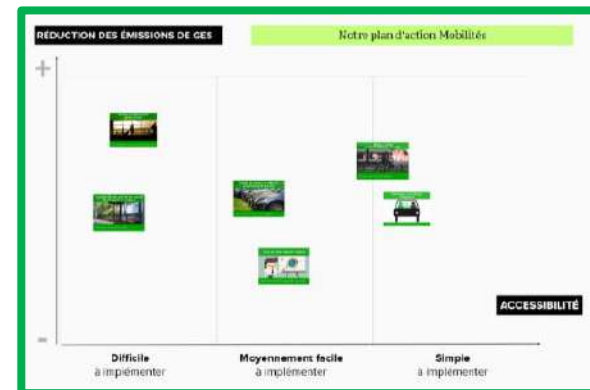 RÉDUCTION DES ÉMISSIONS DE GES
Notre plan d'action Mobilités
+
ACCESSIBILITÉ
-
Difficile
à implémenter
Moyennement facile
à implémenter
Simple
à implémenter